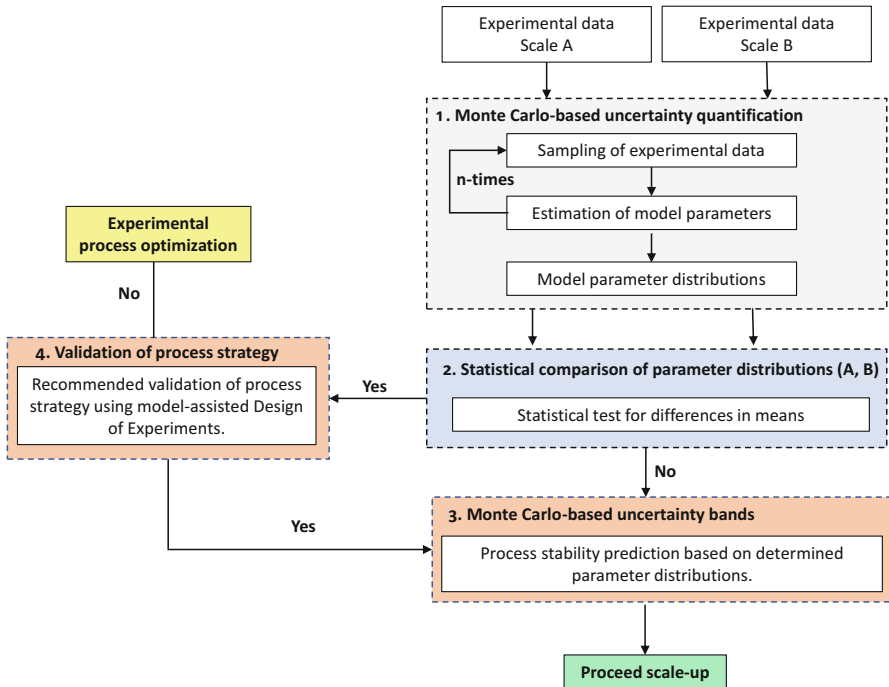 Experimental data
Scale A
Experimental data
Scale B
1. Monte Carlo-based uncertainty quantification
Sampling of experimental data
n-times
Estimation of model parameters
Model parameter distributions
Experimental
process optimization
No
4. Validation of process strategy
Recommended validation of process
strategy using model-assisted Design
of Experiments.
Yes
2. Statistical comparison of parameter distributions (A, B)
Statistical test for differences in means
No
Yes
3. Monte Carlo-based uncertainty bands
Process stability prediction based on determined
parameter distributions.
Proceed scale-up